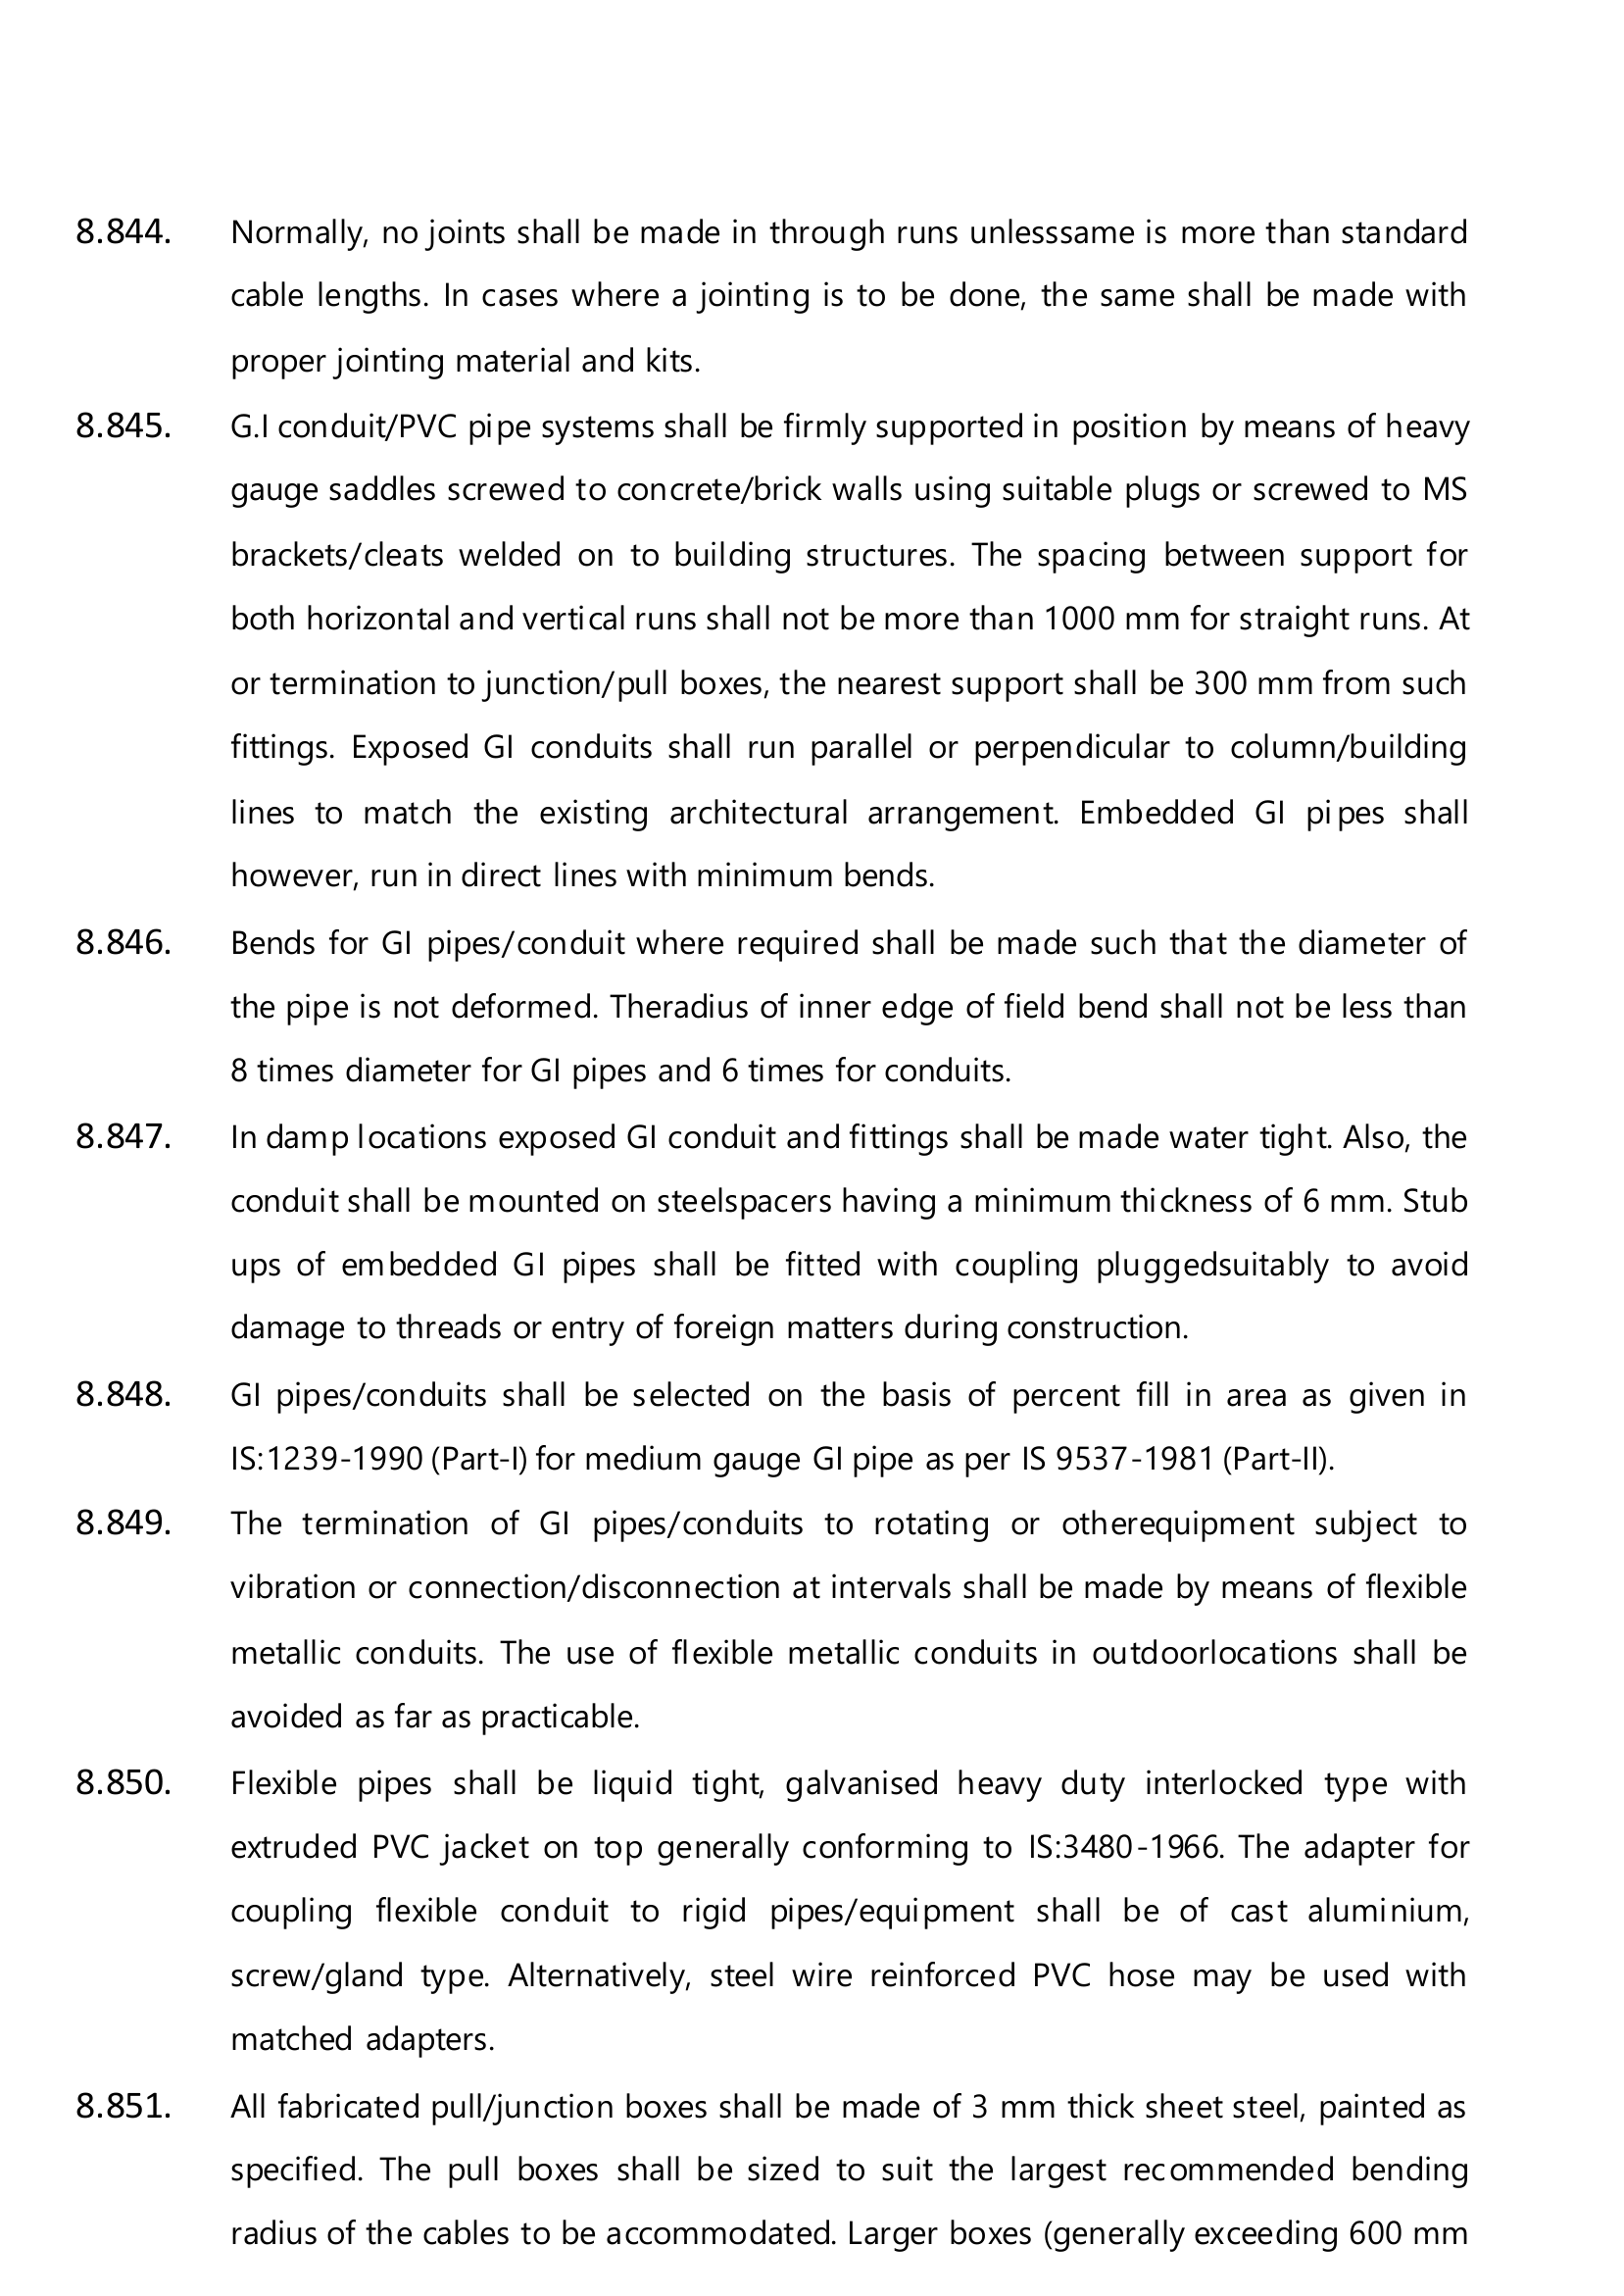 8.844. Normally, no joints shall be made in through runs unlesssame is more than standard
cable lengths. In cases where a jointing is to be done, the same shall be made with
proper jointing material and kits.
8.845. G.I conduit/PVC pipe systems shall be firmly supported in position by means of heavy
gauge saddles screwed to concrete/brick walls using suitable plugs or screwed to MS
brackets/cleats welded on to building structures. The spacing between support for
both horizontal and vertical runs shall not be more than 1000 mm for straight runs. At
or termination to junction/pull boxes, the nearest support shall be 300 mm from such
fittings. Exposed GI conduits shall run parallel or perpendicular to column/building
lines to match the existing architectural arrangement. Embedded GI pipes shall
however, run in direct lines with minimum bends.
8.846. Bends for GI pipes/conduit where required shall be made such that the diameter of
the pipe is not deformed. Theradius of inner edge of field bend shall not be less than
8 times diameter for GI pipes and 6 times for conduits.
8.847. In damp locations exposed GI conduit and fittings shall be made water tight. Also, the
conduit shall be mounted on steelspacers having a minimum thickness of 6 mm. Stub
ups of embedded GI pipes shall be fitted with coupling pluggedsuitably to avoid
damage to threads or entry of foreign matters during construction.
8.848. GI pipes/conduits shall be selected on the basis of percent fill in area as given in
IS:1239-1990 (Part-I) for medium gauge GI pipe as per IS 9537-1981 (Part-II).
8.849. The termination of GI pipes/conduits to rotating or otherequipment subject to
vibration or connection/disconnection at intervals shall be made by means of flexible
metallic conduits. The use of flexible metallic conduits in outdoorlocations shall be
avoided as far as practicable.
8.850. Flexible pipes shall be liquid tight, galvanised heavy duty interlocked type with
extruded PVC jacket on top generally conforming to IS:3480-1966. The adapter for
coupling flexible conduit to rigid pipes/equipment shall be of cast aluminium,
screw/gland type. Alternatively, steel wire reinforced PVC hose may be used with
matched adapters.
8.851. All fabricated pull/junction boxes shall be made of 3 mm thick sheet steel, painted as
specified. The pull boxes shall be sized to suit the largest recommended bending
radius of the cables to be accommodated. Larger boxes (generally exceeding 600 mm